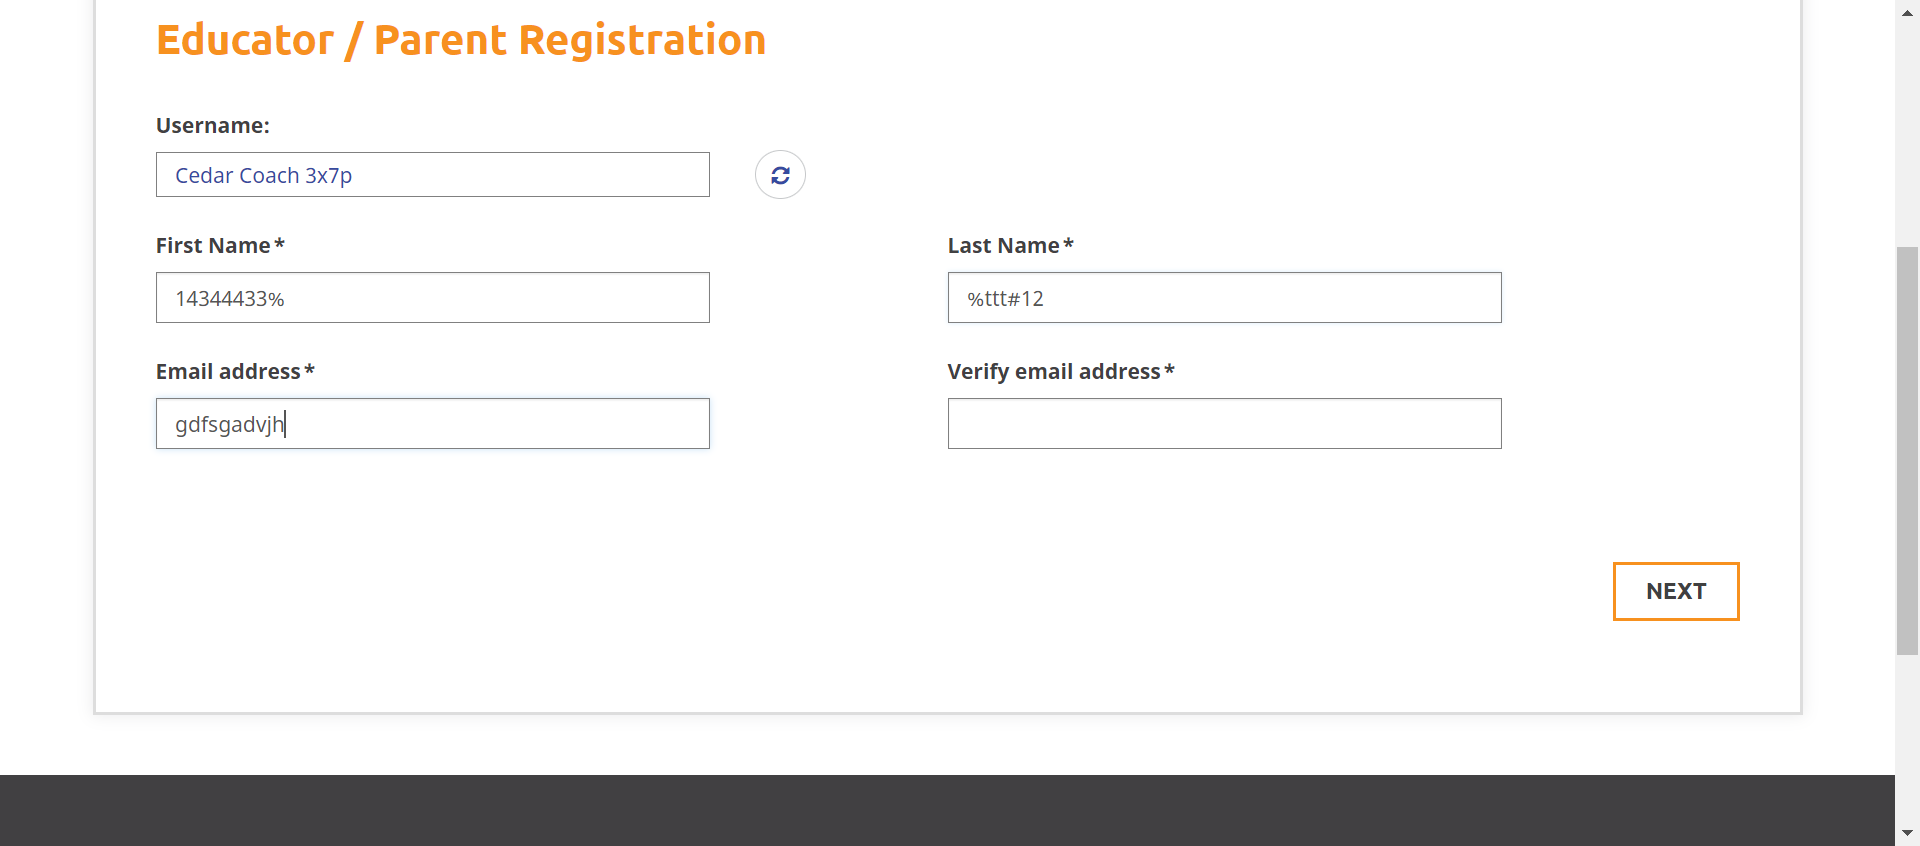 Educator / Parent Registration
Username:
Cedar Coach 3x7p
First Name*
Last Name*
14344433%
%ttt#12
Email address*
Verify email address*
gdfsgadvjh
NEXT